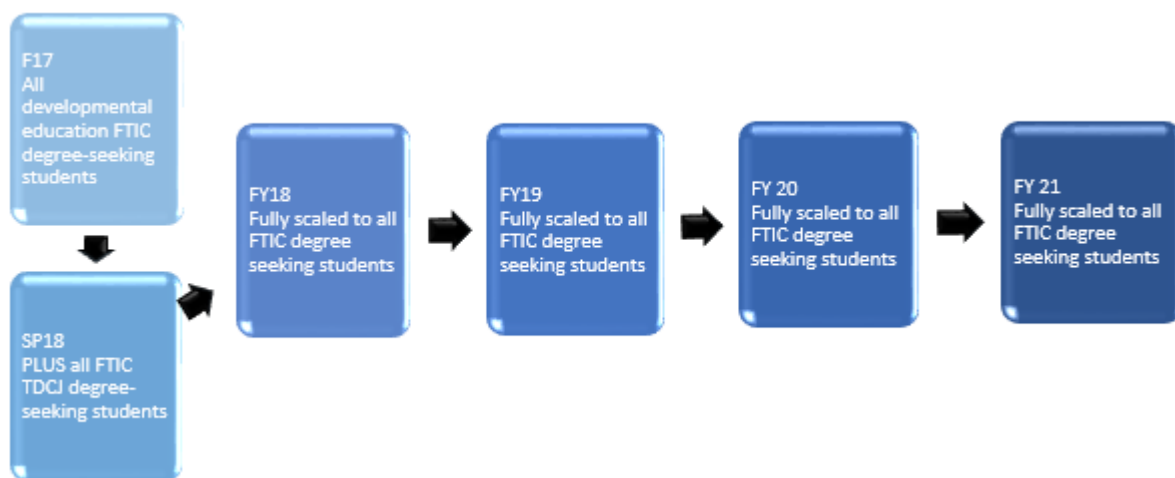 F17
All
developmental
education FTIC
degree-seeking
students
SP18
PLUS all FTIC
TDCJ degree-
seeking students
FY18
Fully scaled to all
FTIC degree
seeking students
FY19
Fully scaled to all
FTIC degree
seeking students
FY 20
Fully scaled to all
FTIC degree
seeking students
FY 21
Fully scaled to all
FTIC degree
seeking students